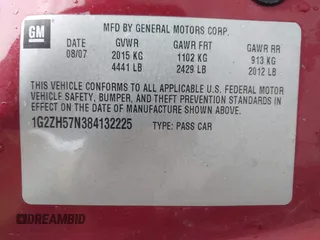 GM
MFD BY GENERAL MOTORS CORP.
DATE GVWR GAWR FRT GAWR RR
08/07 2015 KG 1102 KG 913 KG
4441 LB 2429 LB 2012 LB
THIS VEHICLE CONFORMS TO ALL APPLICABLE U.S. FEDERAL MOTOR
VEHICLE SAFETY, BUMPER, AND THEFT PREVENTION STANDARDS IN
EFFECT ON THE DATE OF MANUFACTURE SHOWN ABOVE.
1G2ZH57N384132225 TYPE: PASS CAR
DREAMBID